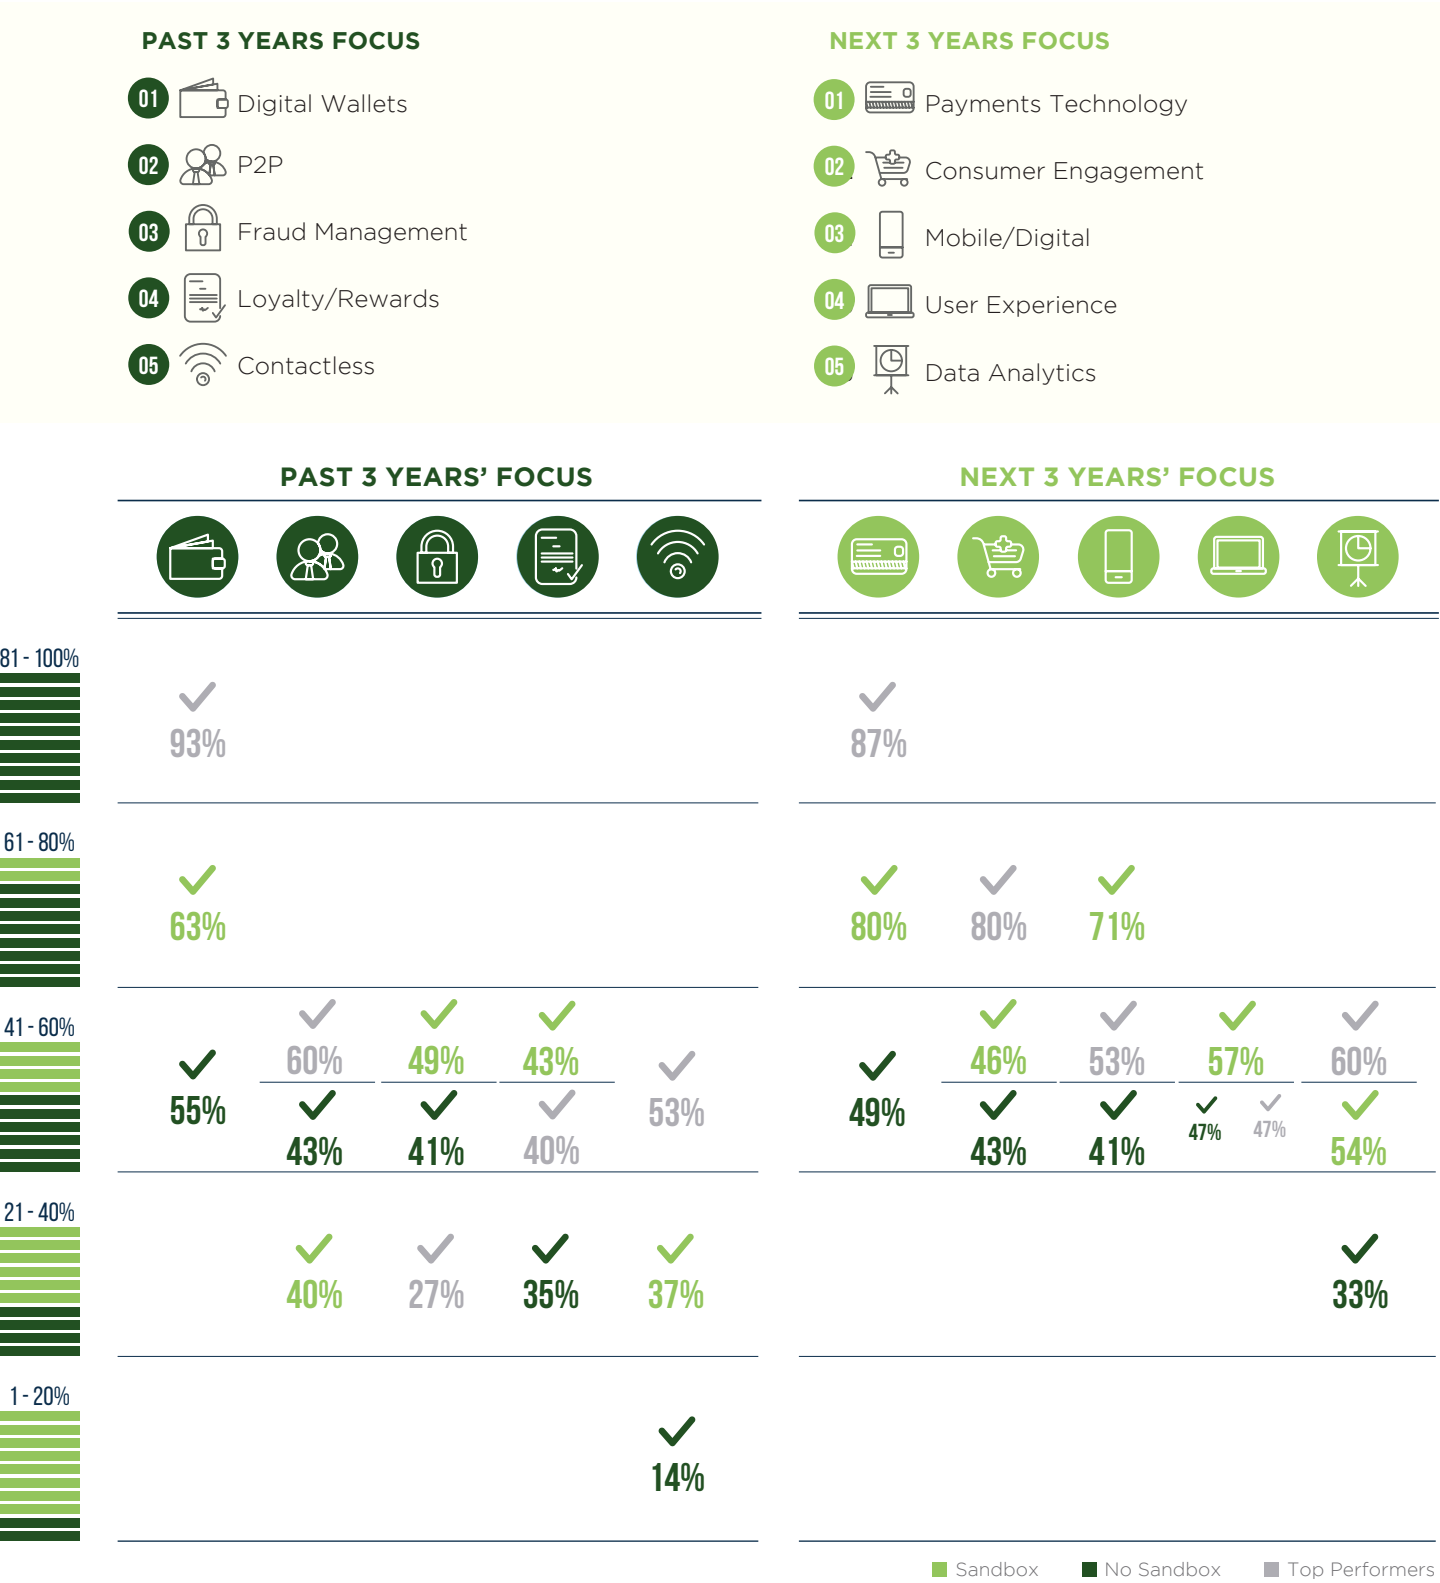 PAST 3 YEARS FOCUS
01 Digital Wallets
02 P2P
03 Fraud Management
04 Loyalty/Rewards
05 Contactless
NEXT 3 YEARS FOCUS
01 Payments Technology
02 Consumer Engagement
03 Mobile/Digital
04 User Experience
05 Data Analytics
PAST 3 YEARS’ FOCUS
NEXT 3 YEARS’ FOCUS
81 - 100%
93%
87%
61 - 80%
63%
80% 80% 71%
41 - 60%
60% 49% 43%
55% 53%
43% 41% 40%
46% 53% 57% 60%
49%
43% 41% 47% 47% 54%
21 - 40%
40% 27% 35% 37%
33%
1 - 20%
14%
Sandbox No Sandbox Top Performers